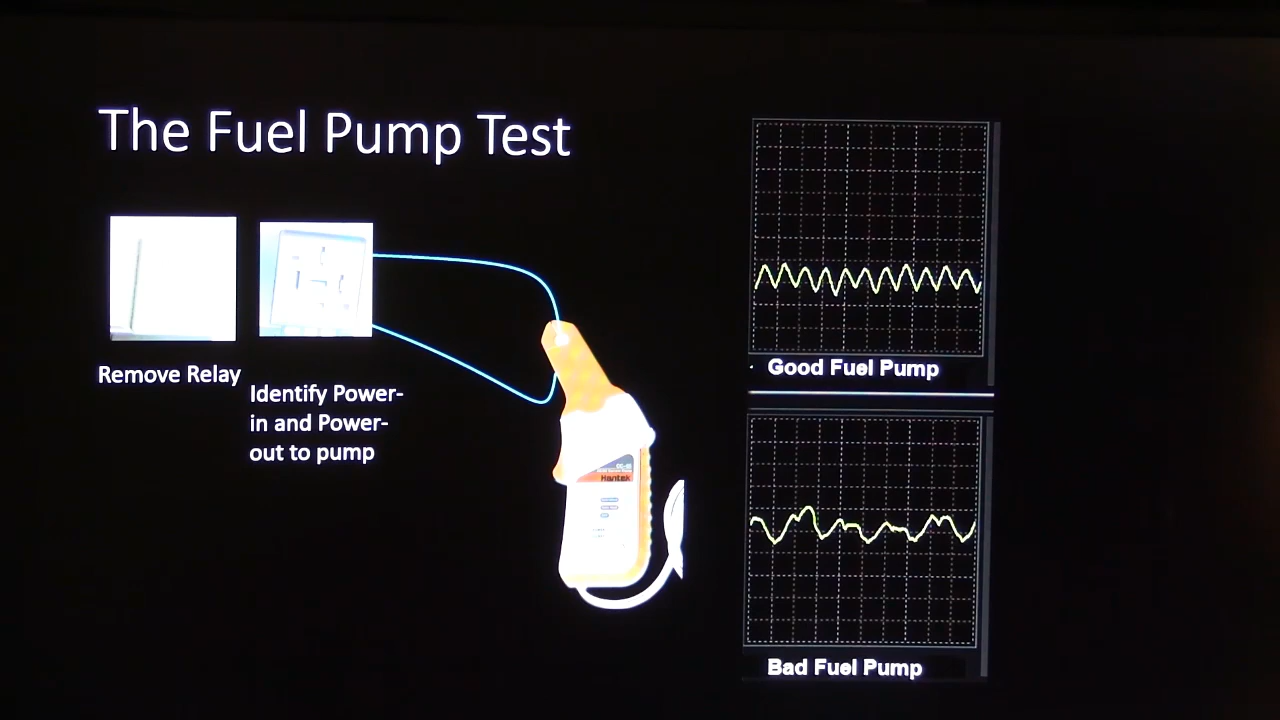 The Fuel Pump Test
Remove Relay
Identify Power-
in and Power-
out to pump
Hantek
Good Fuel Pump
Bad Fuel Pump